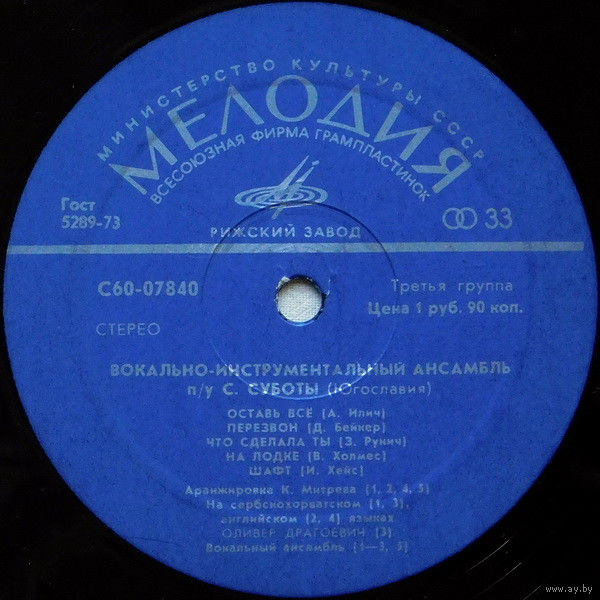 МИНИСТЕРСТВО КУЛЬТУРЫ СССР
МЕЛОДИЯ
ВСЕСОЮЗНАЯ ФИРМА ГРАМПЛАСТИНОК
Гост
5289-73
33
РИЖСКИЙ ЗАВОД
С60-07840
Третья группа
Цена 1 руб. 90 коп.
СТЕРЕО
ВОКАЛЬНО-ИНСТРУМЕНТАЛЬНЫЙ АНСАМБЛЬ
п/у С. СУБОТЫ (Югославия)
ОСТАВЬ ВСЁ (А. Илич)
ПЕРЕЗВОН (Д. Бейкер)
ЧТО СДЕЛАЛА ТЫ (З. Рунич)
НА ЛОДКЕ (В. Холмес)
ШАФТ (И. Хейс)
Аранжировка К. Митрева (1, 2, 4, 5)
На сербскохорватском (1, 3),
английском (2, 4) языках
ОЛИВЕР ДРАГОЕВИЧ (3)
Вокальный ансамбль (1—3, 5)
www.ay.by